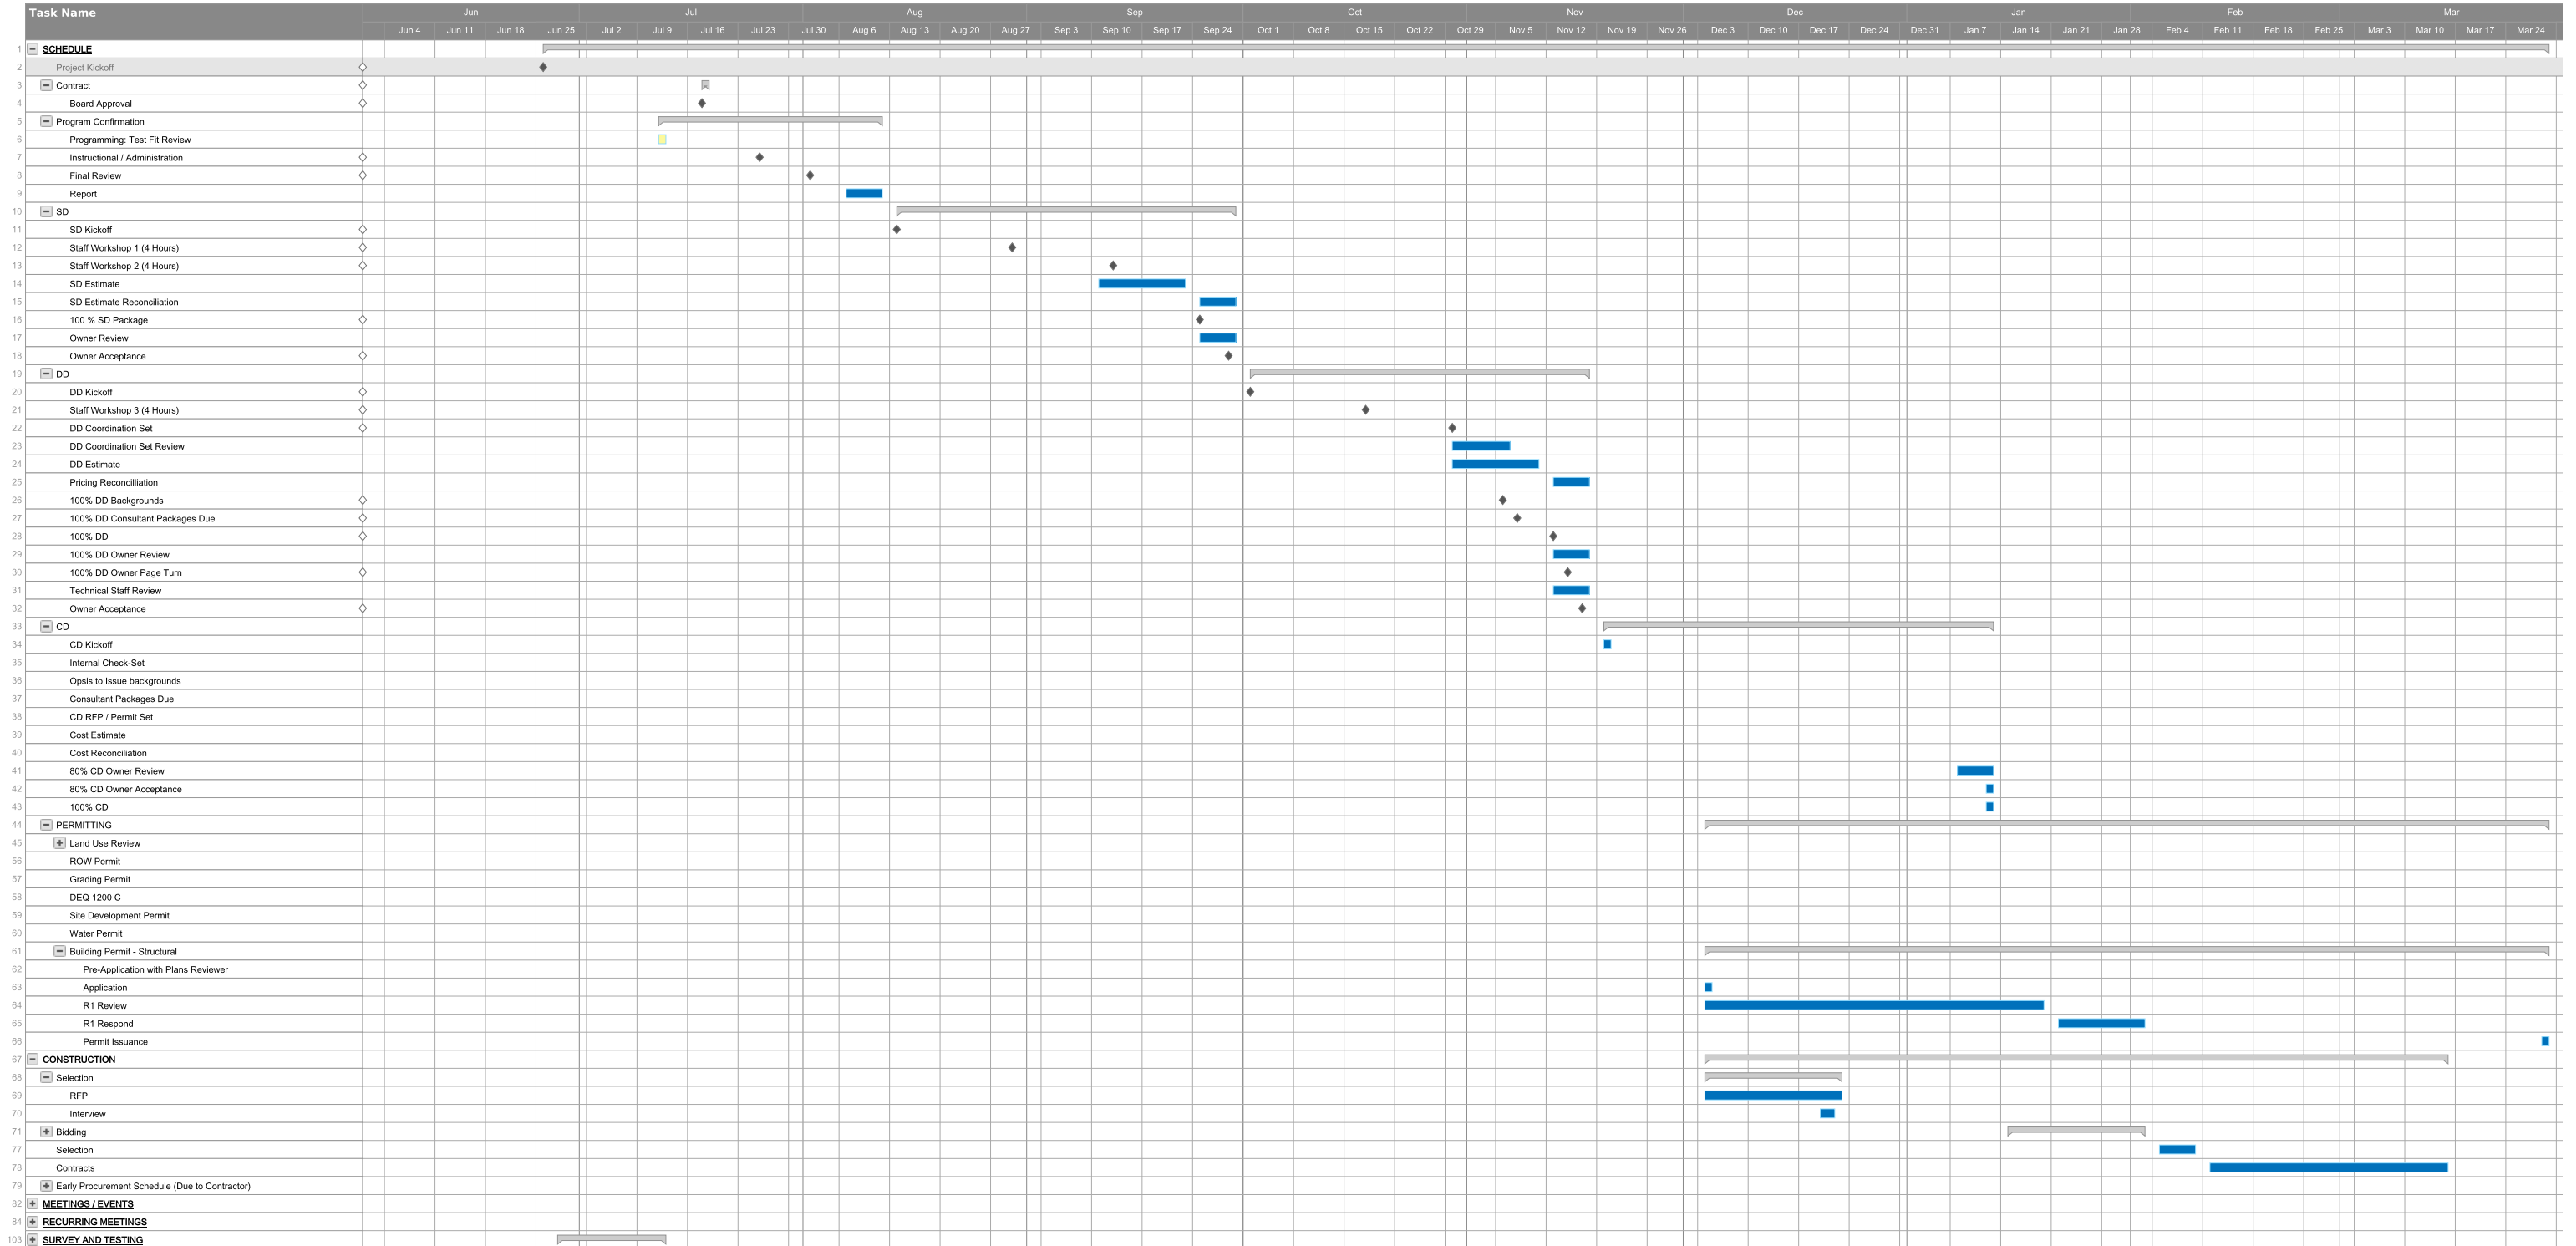 Task Name Jun Jul Aug Sep Oct Nov Dec Jan Feb Mar
Jun 4 Jun 11 Jun 18 Jun 25 Jul 2 Jul 9 Jul 16 Jul 23 Jul 30 Aug 6 Aug 13 Aug 20 Aug 27 Sep 3 Sep 10 Sep 17 Sep 24 Oct 1 Oct 8 Oct 15 Oct 22 Oct 29 Nov 5 Nov 12 Nov 19 Nov 26 Dec 3 Dec 10 Dec 17 Dec 24 Dec 31 Jan 7 Jan 14 Jan 21 Jan 28 Feb 4 Feb 11 Feb 18 Feb 25 Mar 3 Mar 10 Mar 17 Mar 24
1 SCHEDULE
2 Project Kickoff
3 Contract
4 Board Approval
5 Program Confirmation
6 Programming: Test Fit Review
7 Instructional / Administration
8 Final Review
9 Report
10 SD
11 SD Kickoff
12 Staff Workshop 1 (4 Hours)
13 Staff Workshop 2 (4 Hours)
14 SD Estimate
15 SD Estimate Reconciliation
16 100 % SD Package
17 Owner Review
18 Owner Acceptance
19 DD
20 DD Kickoff
21 Staff Workshop 3 (4 Hours)
22 DD Coordination Set
23 DD Coordination Set Review
24 DD Estimate
25 Pricing Reconcilliation
26 100% DD Backgrounds
27 100% DD Consultant Packages Due
28 100% DD
29 100% DD Owner Review
30 100% DD Owner Page Turn
31 Technical Staff Review
32 Owner Acceptance
33 CD
34 CD Kickoff
35 Internal Check-Set
36 Opsis to Issue backgrounds
37 Consultant Packages Due
38 CD RFP / Permit Set
39 Cost Estimate
40 Cost Reconciliation
41 80% CD Owner Review
42 80% CD Owner Acceptance
43 100% CD
44 PERMITTING
45 Land Use Review
56 ROW Permit
57 Grading Permit
58 DEQ 1200 C
59 Site Development Permit
60 Water Permit
61 Building Permit - Structural
62 Pre-Application with Plans Reviewer
63 Application
64 R1 Review
65 R1 Respond
66 Permit Issuance
67 CONSTRUCTION
68 Selection
69 RFP
70 Interview
71 Bidding
77 Selection
78 Contracts
79 Early Procurement Schedule (Due to Contractor)
82 MEETINGS / EVENTS
84 RECURRING MEETINGS
103 SURVEY AND TESTING